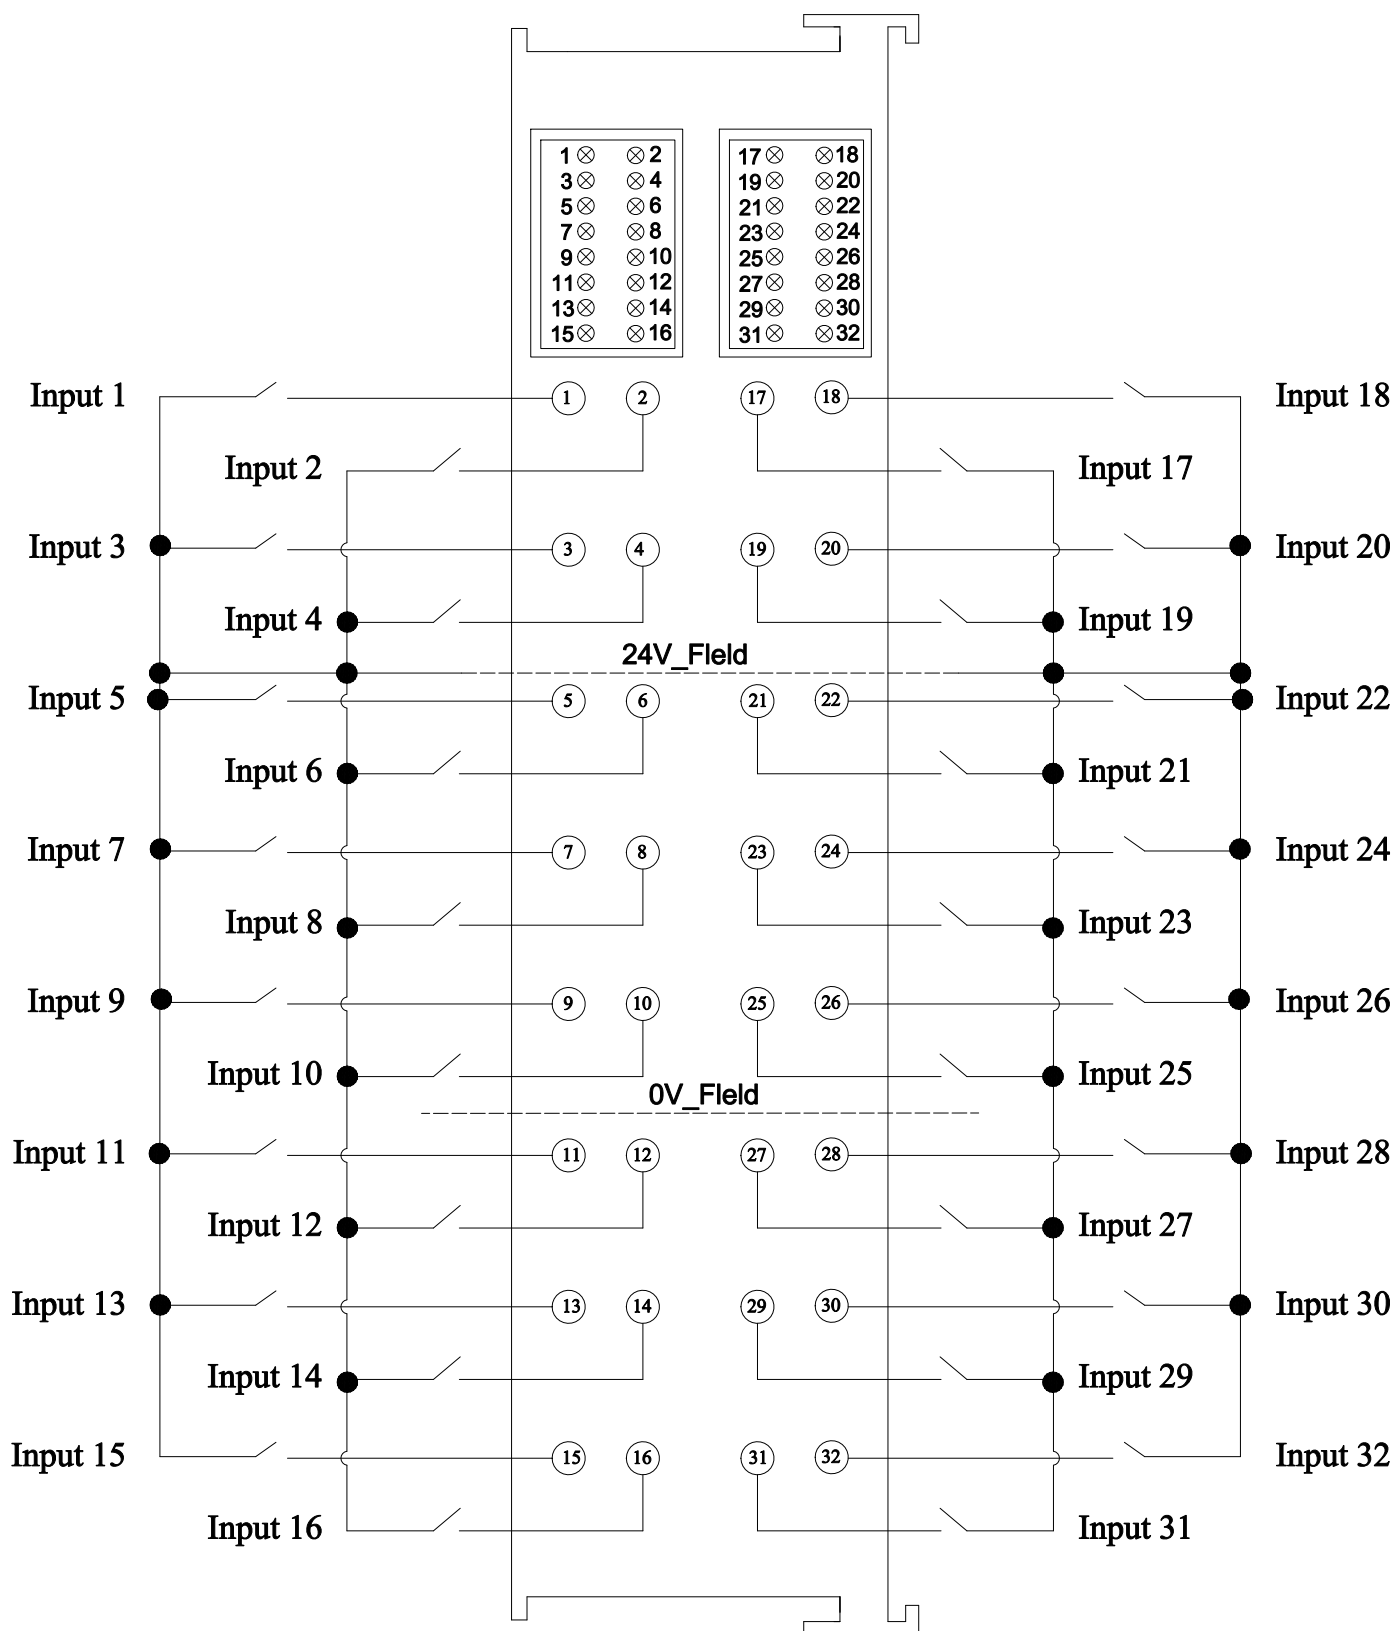 1 2 17 18
3 4 19 20
5 6 21 22
7 8 23 24
9 10 25 26
11 12 27 28
13 14 29 30
15 16 31 32
Input 1 1 2 17 18 Input 18
Input 2 Input 17
Input 3 3 4 19 20 Input 20
Input 4 Input 19
24V_FIeld
Input 5 5 6 21 22 Input 22
Input 6 Input 21
Input 7 7 8 23 24 Input 24
Input 8 Input 23
Input 9 9 10 25 26 Input 26
Input 10 Input 25
0V_FIeld
Input 11 11 12 27 28 Input 28
Input 12 Input 27
Input 13 13 14 29 30 Input 30
Input 14 Input 29
Input 15 15 16 31 32 Input 32
Input 16 Input 31